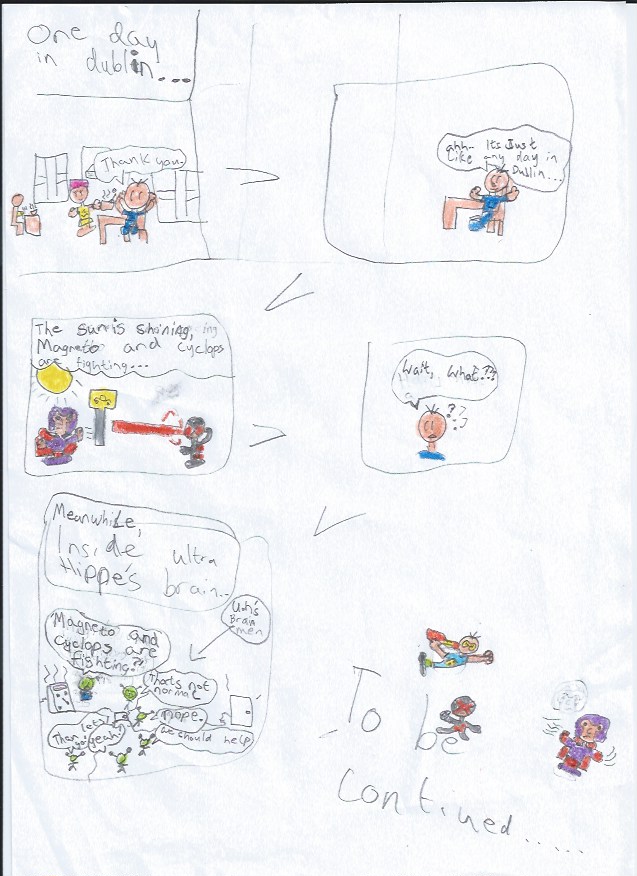 One day
in dublin...
Thank you.
ahh.. Its Just
like any day in
Dublin...
The sun is shining,
Magneto and Cyclops
are fighting...
Wait, what??
???
Meanwhile,
Inside ultra
Hippe's brain..
U.H's
Brain
men
Magneto and
Cyclops are
fighting??
Thats not
normal
nope.
we should help
Then lets
go! yeah!
To be
continued.....